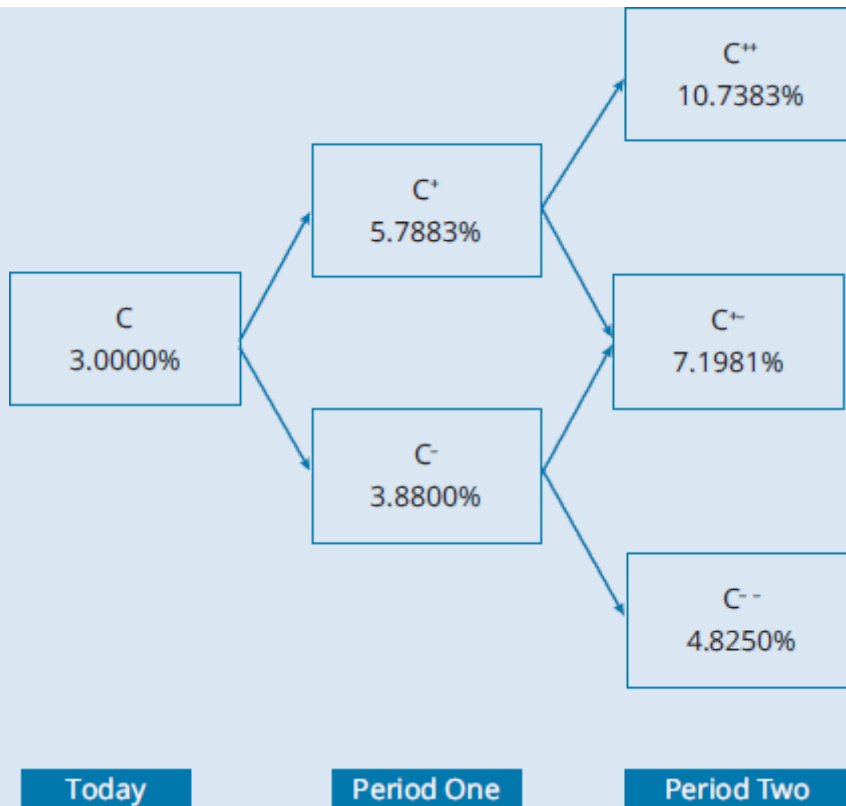 C⁺⁺
10.7383%
C⁺
5.7883%
C
3.0000%
C⁺⁻
7.1981%
C⁻
3.8800%
C⁻ ⁻
4.8250%
Today
Period One
Period Two